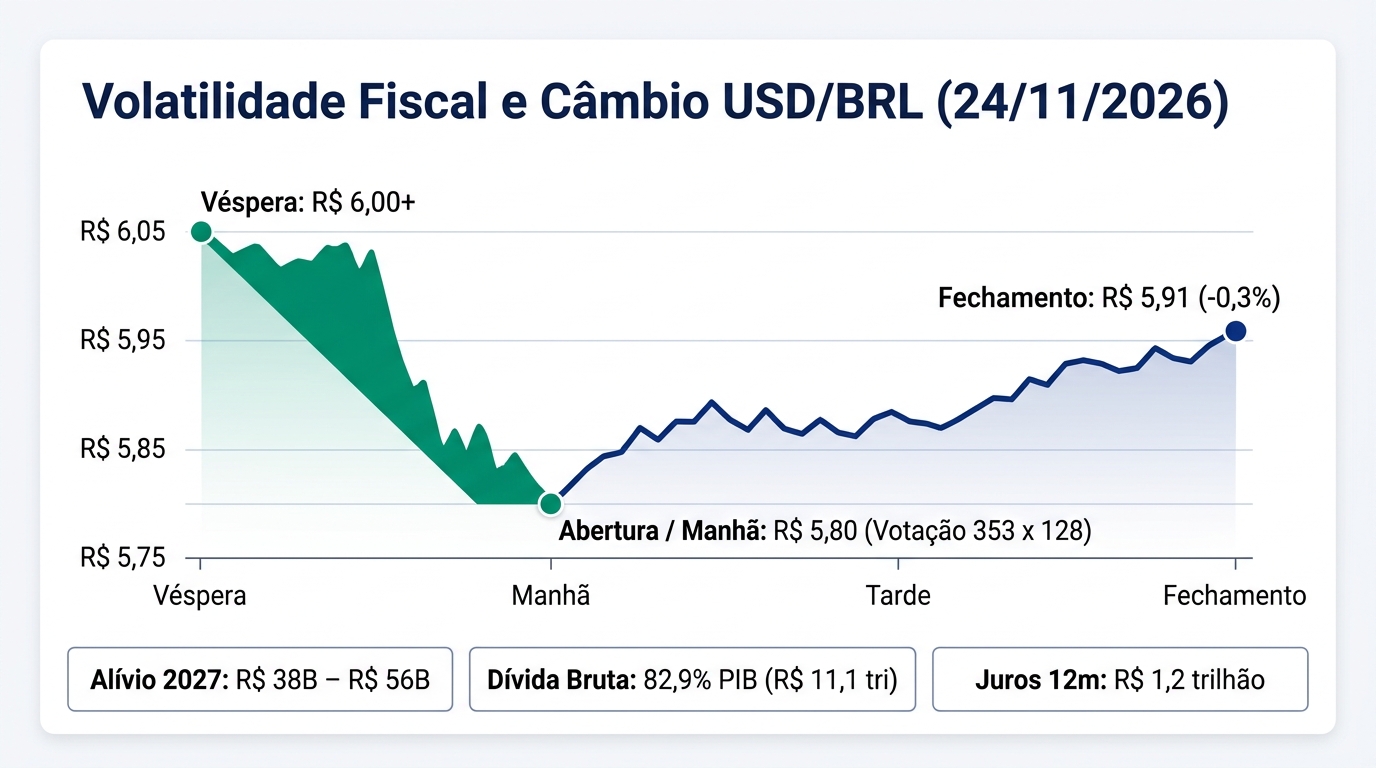 Volatilidade Fiscal e Câmbio USD/BRL (24/11/2026)
Véspera: R$ 6,00+
R$ 6,05
Fechamento: R$ 5,91 (-0,3%)
R$ 5,95
R$ 5,85
Abertura / Manhã: R$ 5,80 (Votação 353 x 128)
R$ 5,75
Véspera
Manhã
Tarde
Fechamento
Alívio 2027: R$ 38B – R$ 56B
Dívida Bruta: 82,9% PIB (R$ 11,1 tri)
Juros 12m: R$ 1,2 trilhão